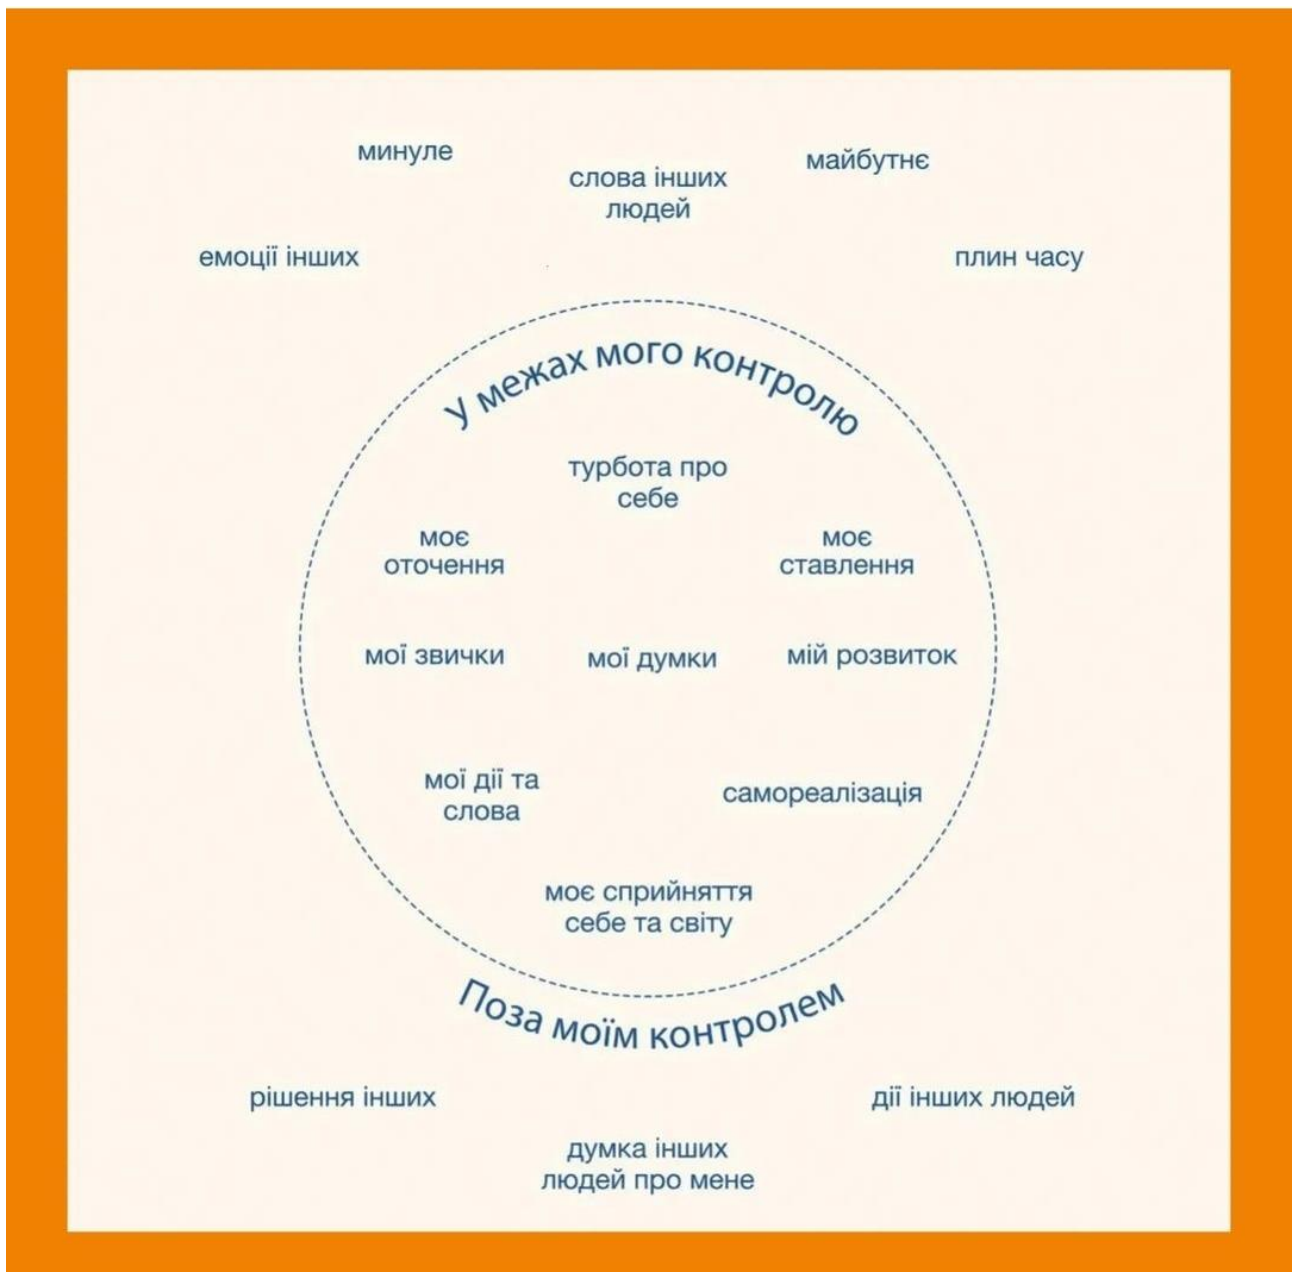 минуле
слова інших
людей
майбутнє
емоції інших
плин часу
У межах мого контролю
турбота про
себе
моє
оточення
моє
ставлення
мої звички
мої думки
мій розвиток
мої дії та
слова
самореалізація
моє сприйняття
себе та світу
Поза моїм контролем
рішення інших
дії інших людей
думка інших
людей про мене